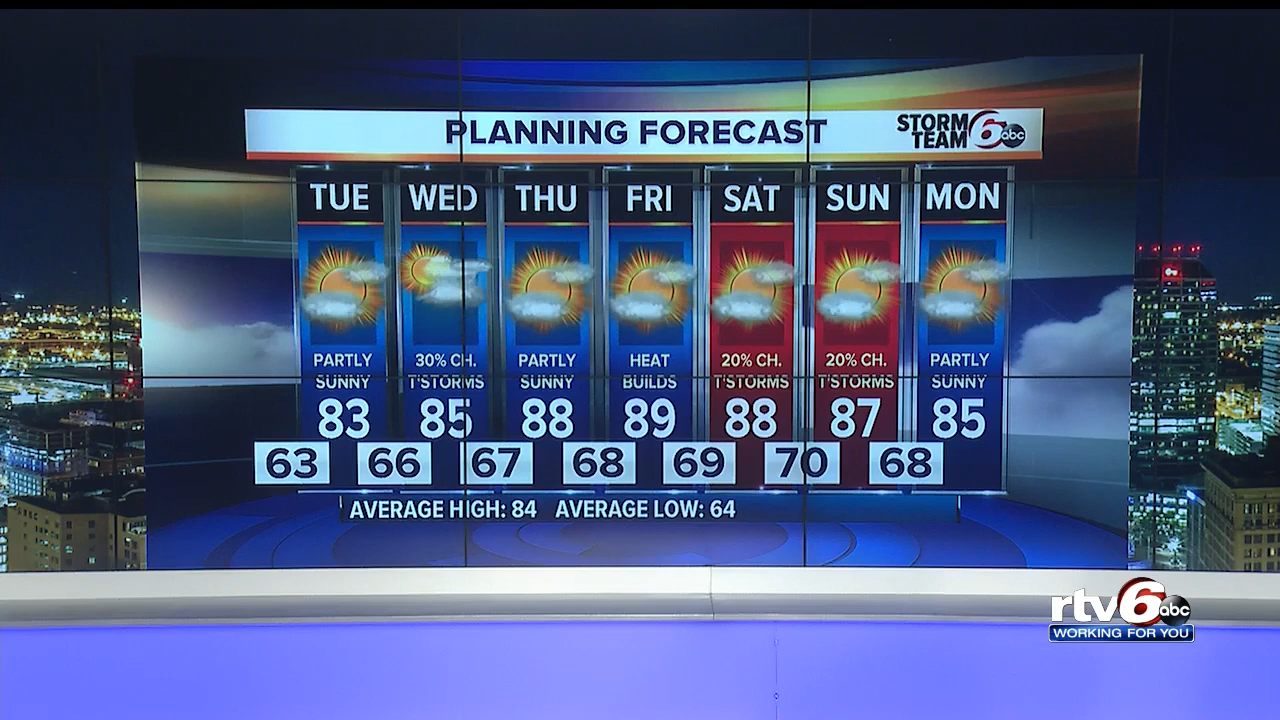 PLANNING FORECAST
STORM TEAM 6 abc
TUE WED THU FRI SAT SUN MON
PARTLY 30% CH. PARTLY HEAT 20% CH. 20% CH. PARTLY
SUNNY T'STORMS SUNNY BUILDS T'STORMS T'STORMS SUNNY
83 85 88 89 88 87 85
63 66 67 68 69 70 68
AVERAGE HIGH: 84 AVERAGE LOW: 64
rtv6 abc
WORKING FOR YOU